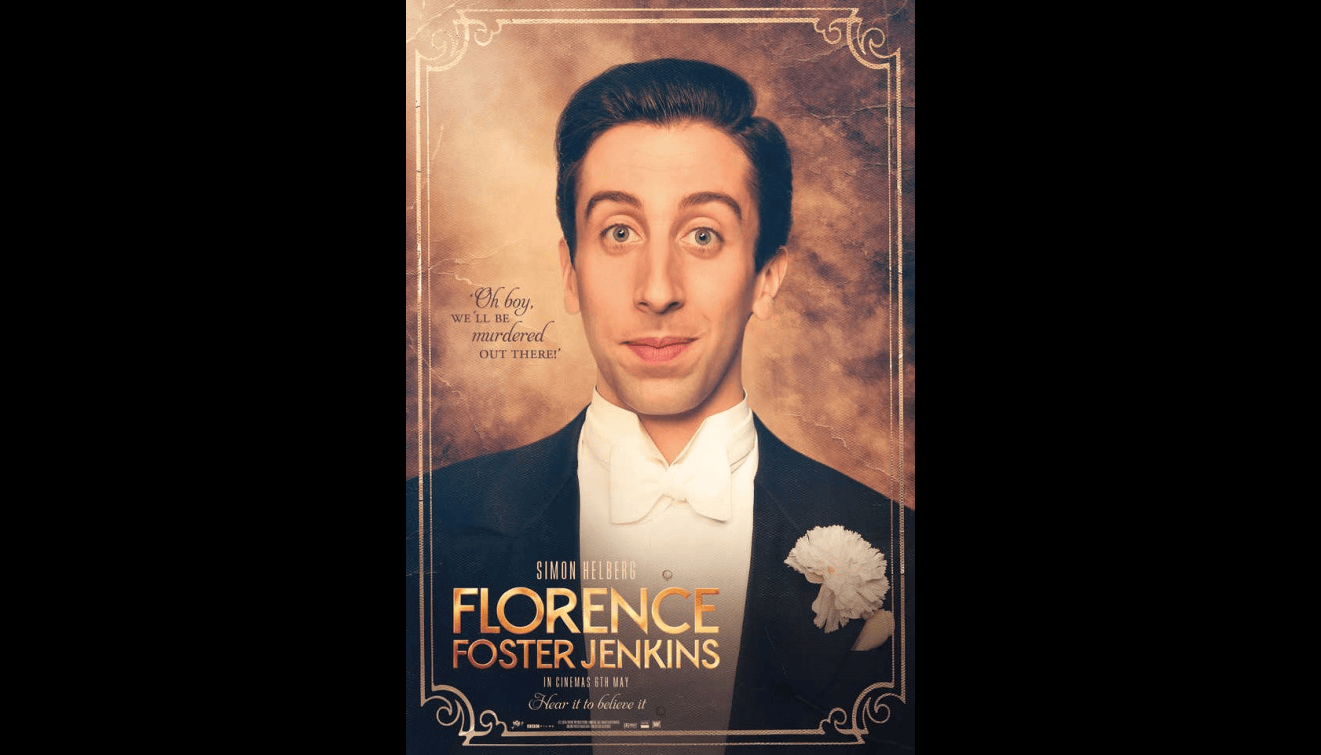 'Oh boy,
WE'LL BE
murdered
OUT THERE!'
SIMON HELBERG
FLORENCE
FOSTER JENKINS
IN CINEMAS 6TH MAY
Hear it to believe it